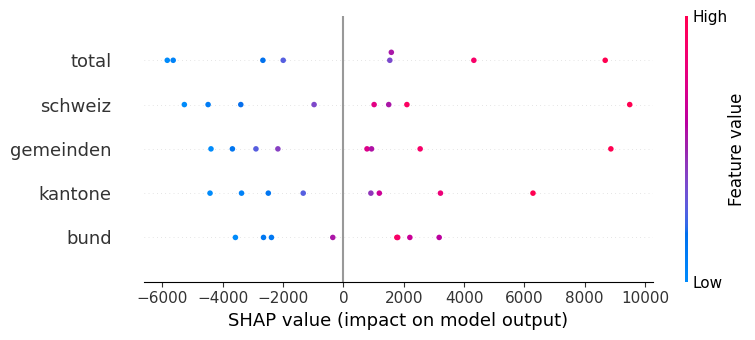 High
total
schweiz
gemeinden
kantone
bund
Feature value
Low
−6000 −4000 −2000 0 2000 4000 6000 8000 10000
SHAP value (impact on model output)